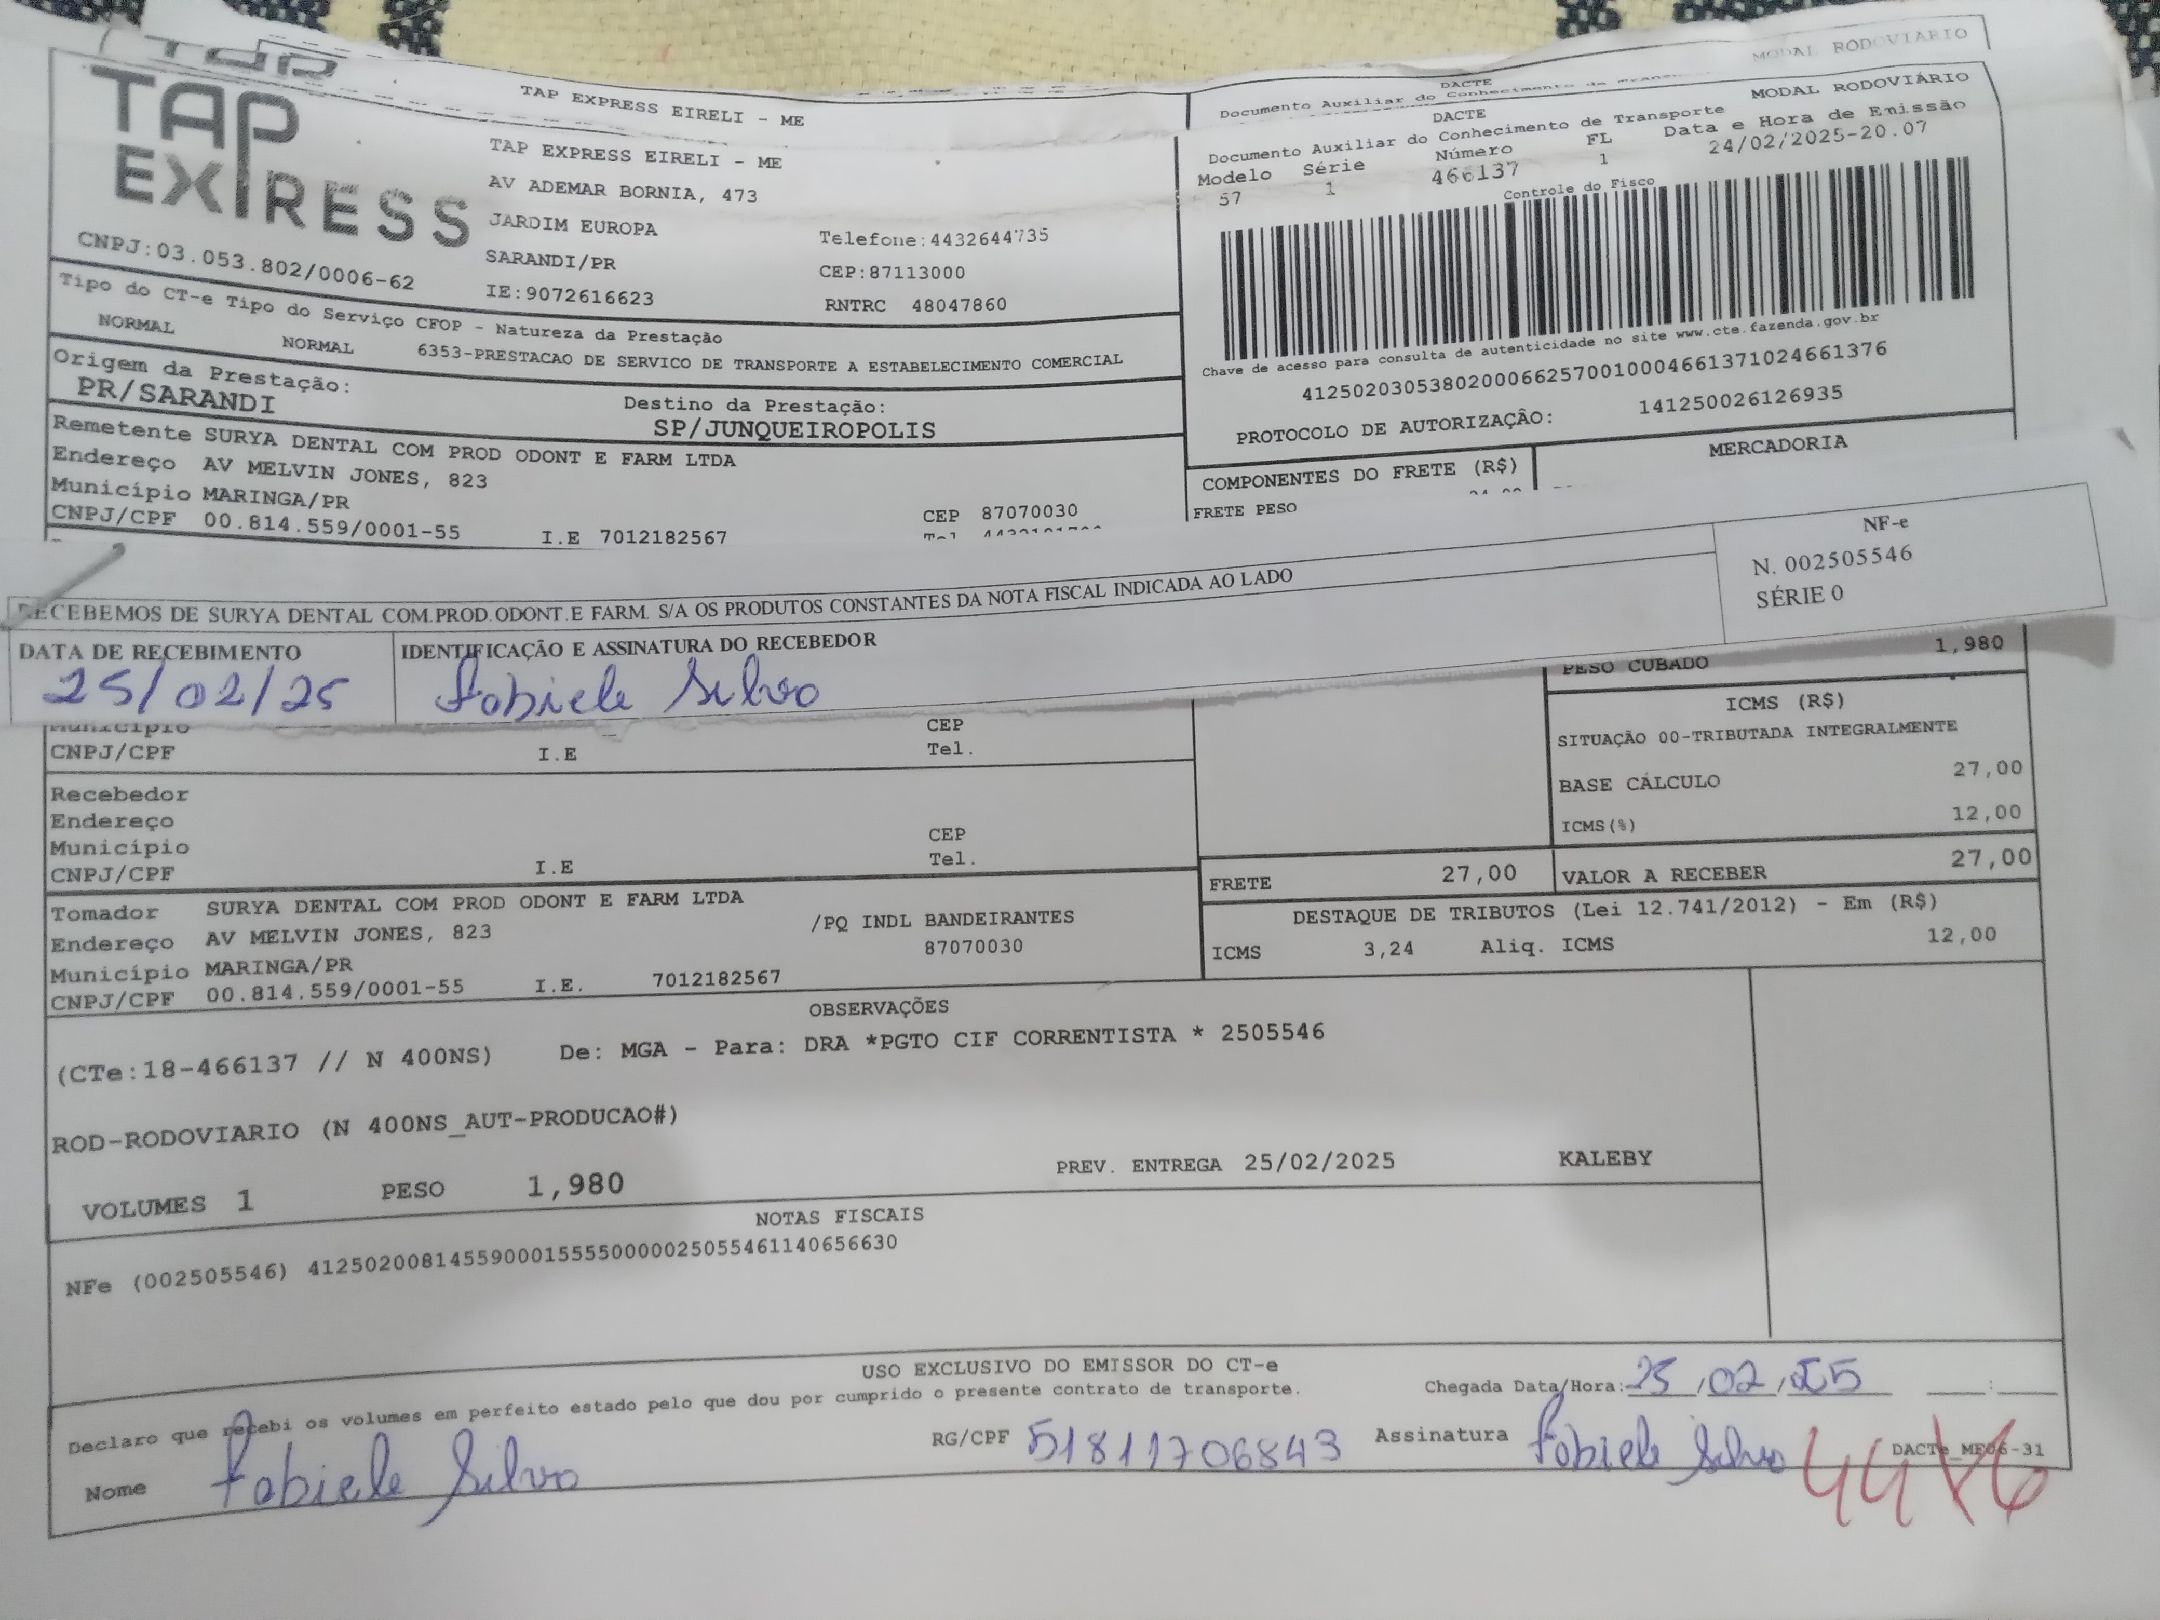 TAP EXPRESS EIRELI - ME
DACTE
MODAL RODOVIARIO
TAP
EXPRESS
CNPJ:03.053.802/0006-62
TAP EXPRESS EIRELI - ME
AV ADEMAR BORNIA, 473
JARDIM EUROPA
SARANDI/PR
IE:9072616623
Telefone:4432644735
CEP:87113000
RNTRC 48047860
DACTE
MODAL RODOVIÁRIO
Documento Auxiliar do Conhecimento de Transporte
Modelo Série Número FL Data e Hora de Emissão
57 1 466137 1 24/02/2025-20.07
Controle do Fisco
Chave de acesso para consulta de autenticidade no site www.cte.fazenda.gov.br
41250203053802000662570010004661371024661376
PROTOCOLO DE AUTORIZAÇÃO: 141250026126935
Tipo do CT-e Tipo do Serviço CFOP - Natureza da Prestação
NORMAL NORMAL 6353-PRESTACAO DE SERVICO DE TRANSPORTE A ESTABELECIMENTO COMERCIAL
Origem da Prestação:
PR/SARANDI
Destino da Prestação:
SP/JUNQUEIROPOLIS
Remetente SURYA DENTAL COM PROD ODONT E FARM LTDA
Endereço AV MELVIN JONES, 823
Município MARINGA/PR
CEP 87070030
CNPJ/CPF 00.814.559/0001-55 I.E 7012182567
COMPONENTES DO FRETE (R$)
FRETE PESO
MERCADORIA
RECEBEMOS DE SURYA DENTAL COM.PROD.ODONT.E FARM. S/A OS PRODUTOS CONSTANTES DA NOTA FISCAL INDICADA AO LADO
NF-e
N. 002505546
SÉRIE 0
DATA DE RECEBIMENTO
25/02/25
IDENTIFICAÇÃO E ASSINATURA DO RECEBEDOR
Fabiele Silva
PESO CUBADO 1,980
Município CEP
CNPJ/CPF I.E Tel.
ICMS (R$)
SITUAÇÃO 00-TRIBUTADA INTEGRALMENTE
BASE CÁLCULO 27,00
ICMS(%) 12,00
Recebedor
Endereço
Município CEP
CNPJ/CPF I.E Tel.
FRETE 27,00 VALOR A RECEBER 27,00
DESTAQUE DE TRIBUTOS (Lei 12.741/2012) - Em (R$)
ICMS 3,24 Aliq. ICMS 12,00
Tomador SURYA DENTAL COM PROD ODONT E FARM LTDA
Endereço AV MELVIN JONES, 823 /PQ INDL BANDEIRANTES
Município MARINGA/PR 87070030
CNPJ/CPF 00.814.559/0001-55 I.E. 7012182567
OBSERVAÇÕES
(CTe:18-466137 // N 400NS) De: MGA - Para: DRA *PGTO CIF CORRENTISTA * 2505546
ROD-RODOVIARIO (N 400NS_AUT-PRODUCAO#)
VOLUMES 1 PESO 1,980 PREV. ENTREGA 25/02/2025 KALEBY
NOTAS FISCAIS
NFe (002505546) 41250200814559000155550000025055461140656630
USO EXCLUSIVO DO EMISSOR DO CT-e
Declaro que recebi os volumes em perfeito estado pelo que dou por cumprido o presente contrato de transporte.
Chegada Data/Hora: 25,02,25 :
Nome Fabiele Silva RG/CPF 51811706843 Assinatura Fabiele Silva
DACTe_ME06-31